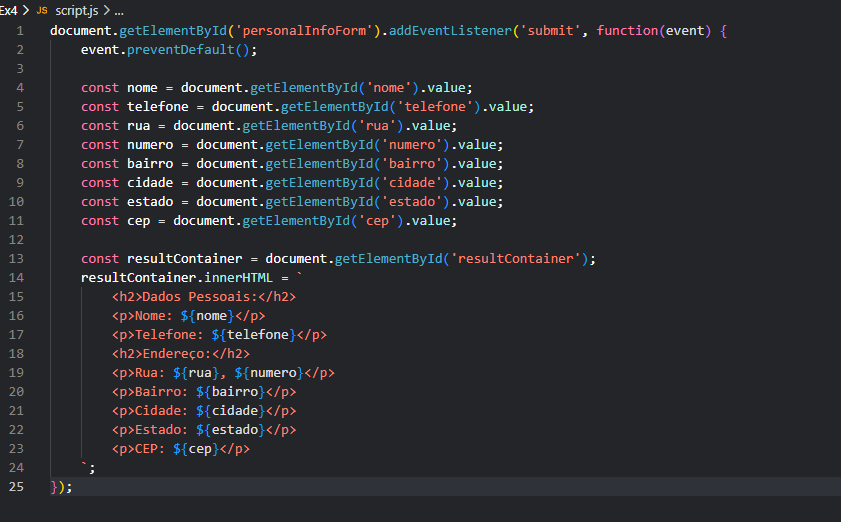 Ex4 > JS script.js > ...
1 document.getElementById('personalInfoForm').addEventListener('submit', function(event) {
2     event.preventDefault();
3
4     const nome = document.getElementById('nome').value;
5     const telefone = document.getElementById('telefone').value;
6     const rua = document.getElementById('rua').value;
7     const numero = document.getElementById('numero').value;
8     const bairro = document.getElementById('bairro').value;
9     const cidade = document.getElementById('cidade').value;
10     const estado = document.getElementById('estado').value;
11     const cep = document.getElementById('cep').value;
12
13     const resultContainer = document.getElementById('resultContainer');
14     resultContainer.innerHTML = `
15         <h2>Dados Pessoais:</h2>
16         <p>Nome: ${nome}</p>
17         <p>Telefone: ${telefone}</p>
18         <h2>Endereço:</h2>
19         <p>Rua: ${rua}, ${numero}</p>
20         <p>Bairro: ${bairro}</p>
21         <p>Cidade: ${cidade}</p>
22         <p>Estado: ${estado}</p>
23         <p>CEP: ${cep}</p>
24     `;
25 });